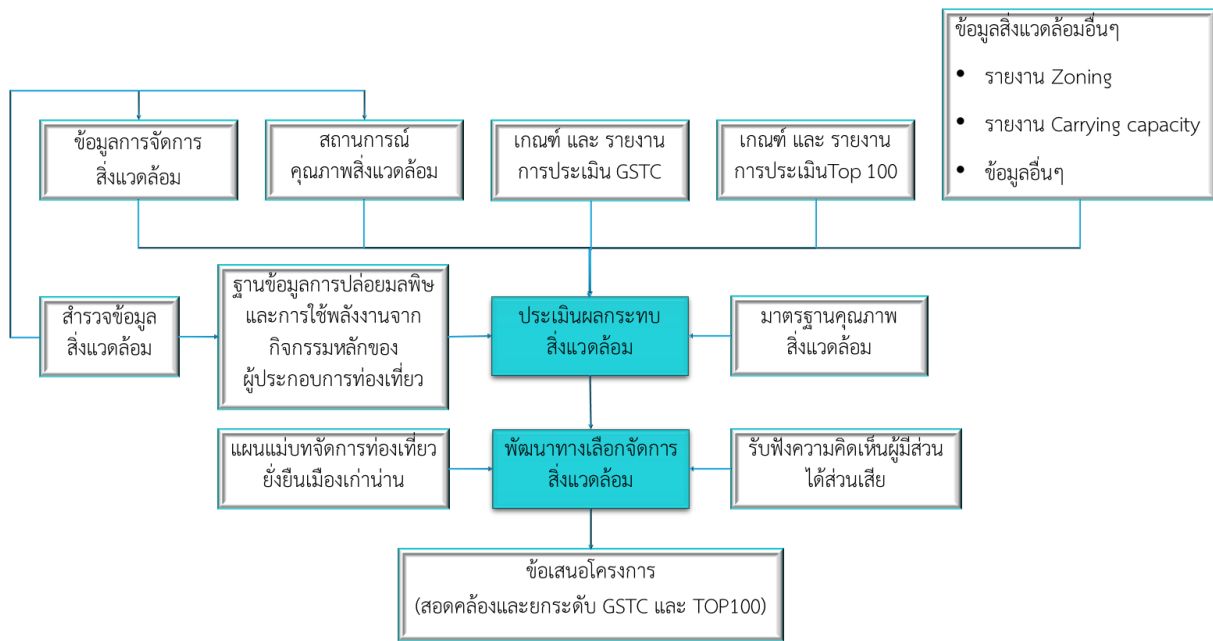 ข้อมูลสิ่งแวดล้อมอื่นๆ
• รายงาน Zoning
• รายงาน Carrying capacity
• ข้อมูลอื่นๆ
ข้อมูลการจัดการ
สิ่งแวดล้อม
สถานการณ์
คุณภาพสิ่งแวดล้อม
เกณฑ์ และ รายงาน
การประเมิน GSTC
เกณฑ์ และ รายงาน
การประเมินTop 100
สำรวจข้อมูล
สิ่งแวดล้อม
ฐานข้อมูลการปล่อยมลพิษ
และการใช้พลังงานจาก
กิจกรรมหลักของ
ผู้ประกอบการท่องเที่ยว
ประเมินผลกระทบ
สิ่งแวดล้อม
มาตรฐานคุณภาพ
สิ่งแวดล้อม
แผนแม่บทจัดการท่องเที่ยว
ยั่งยืนเมืองเก่าน่าน
พัฒนาทางเลือกจัดการ
สิ่งแวดล้อม
รับฟังความคิดเห็นผู้มีส่วน
ได้ส่วนเสีย
ข้อเสนอโครงการ
(สอดคล้องและยกระดับ GSTC และ TOP100)